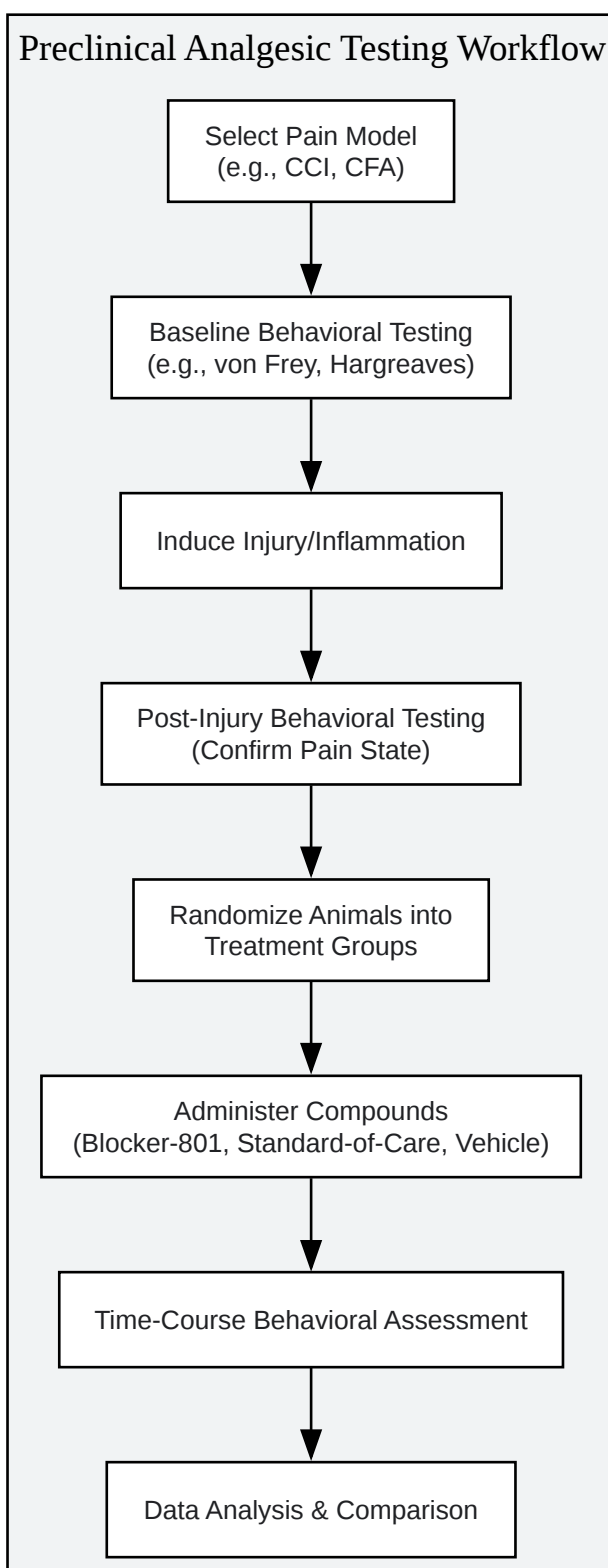 Preclinical Analgesic Testing Workflow
Select Pain Model
(e.g., CCI, CFA)
Baseline Behavioral Testing
(e.g., von Frey, Hargreaves)
Induce Injury/Inflammation
Post-Injury Behavioral Testing
(Confirm Pain State)
Randomize Animals into
Treatment Groups
Administer Compounds
(Blocker-801, Standard-of-Care, Vehicle)
Time-Course Behavioral Assessment
Data Analysis & Comparison